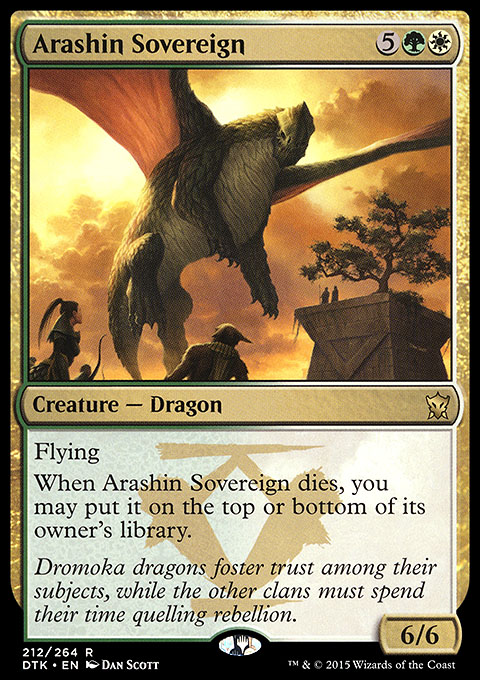 Arashin Sovereign 5
Creature — Dragon
Flying
When Arashin Sovereign dies, you
may put it on the top or bottom of its
owner's library.
Dromoka dragons foster trust among their
subjects, while the other clans must spend
their time quelling rebellion.
6/6
212/264 R
DTK • EN Dan Scott
™ & © 2015 Wizards of the Coast